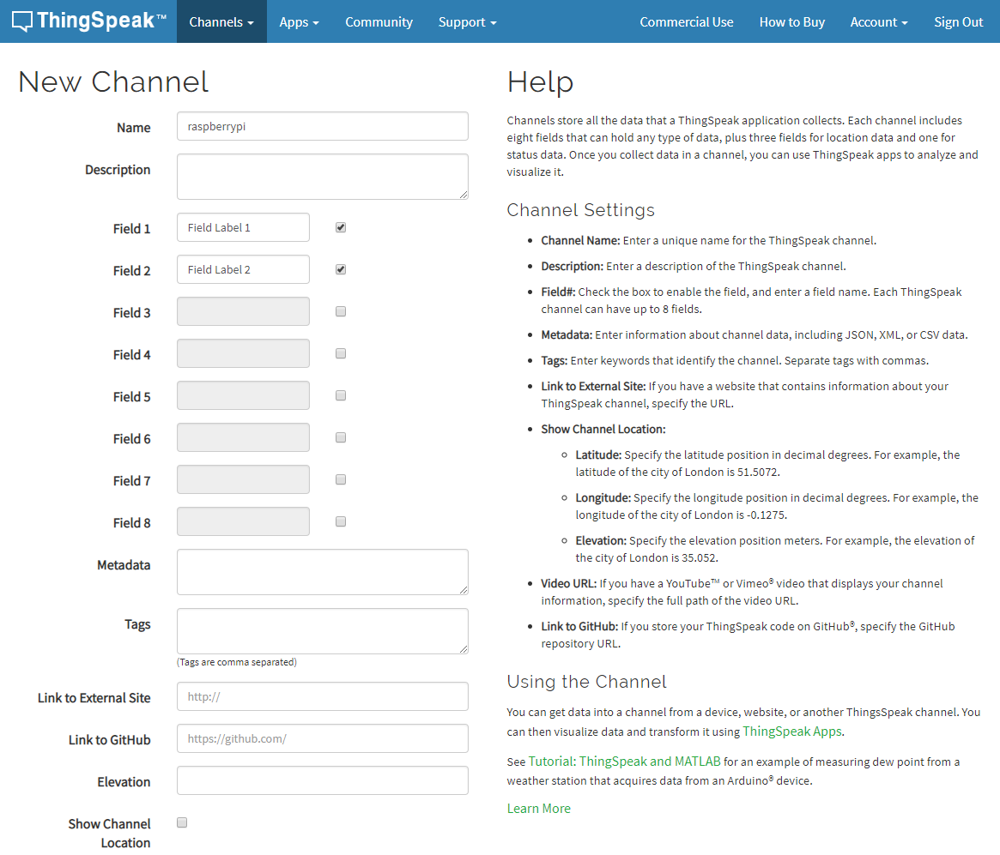 ThingSpeak™ Channels Apps Community Support Commercial Use How to Buy Account Sign Out
New Channel
Name raspberrypi
Description
Field 1 Field Label 1
Field 2 Field Label 2
Field 3
Field 4
Field 5
Field 6
Field 7
Field 8
Metadata
Tags
(Tags are comma separated)
Link to External Site http://
Link to GitHub https://github.com/
Elevation
Show Channel
Location
Help
Channels store all the data that a ThingSpeak application collects. Each channel includes
eight fields that can hold any type of data, plus three fields for location data and one for
status data. Once you collect data in a channel, you can use ThingSpeak apps to analyze and
visualize it.
Channel Settings
• Channel Name: Enter a unique name for the ThingSpeak channel.
• Description: Enter a description of the ThingSpeak channel.
• Field#: Check the box to enable the field, and enter a field name. Each ThingSpeak
channel can have up to 8 fields.
• Metadata: Enter information about channel data, including JSON, XML, or CSV data.
• Tags: Enter keywords that identify the channel. Separate tags with commas.
• Link to External Site: If you have a website that contains information about your
ThingSpeak channel, specify the URL.
• Show Channel Location:
◦ Latitude: Specify the latitude position in decimal degrees. For example, the
latitude of the city of London is 51.5072.
◦ Longitude: Specify the longitude position in decimal degrees. For example, the
longitude of the city of London is -0.1275.
◦ Elevation: Specify the elevation position meters. For example, the elevation of
the city of London is 35.052.
• Video URL: If you have a YouTube™ or Vimeo® video that displays your channel
information, specify the full path of the video URL.
• Link to GitHub: If you store your ThingSpeak code on GitHub®, specify the GitHub
repository URL.
Using the Channel
You can get data into a channel from a device, website, or another ThingsSpeak channel. You
can then visualize data and transform it using ThingSpeak Apps.
See Tutorial: ThingSpeak and MATLAB for an example of measuring dew point from a
weather station that acquires data from an Arduino® device.
Learn More